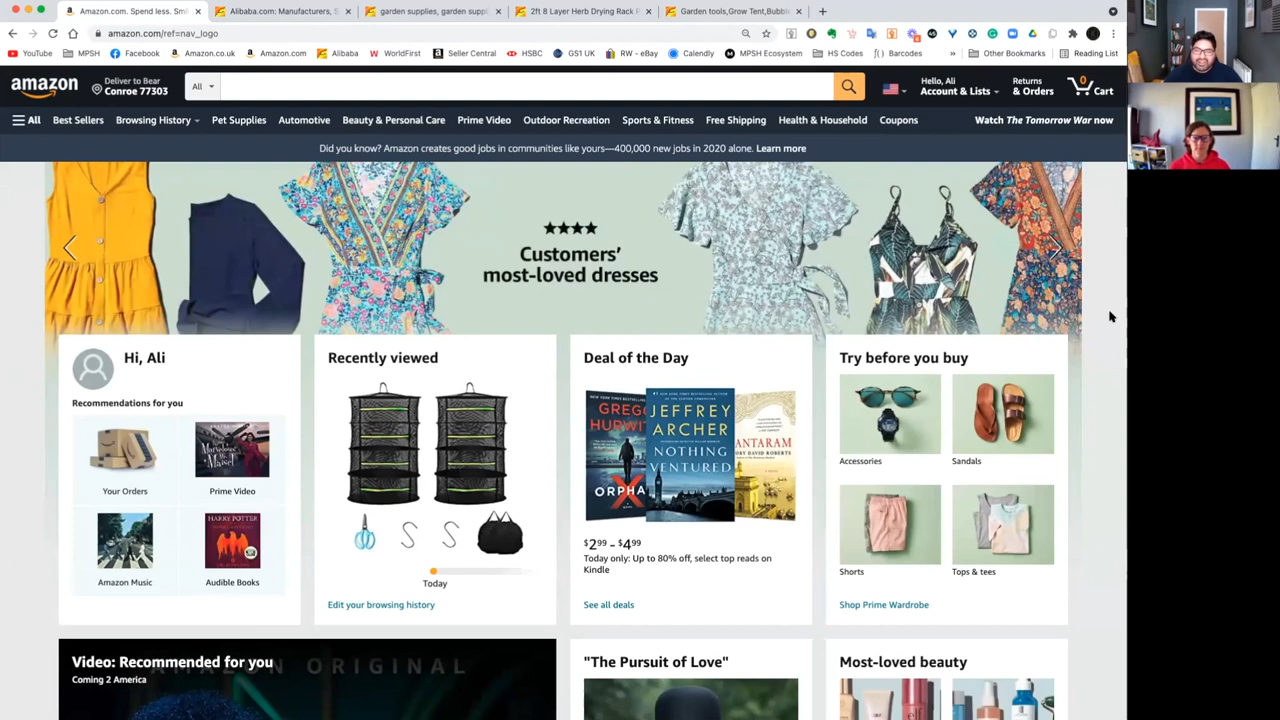 Amazon.com. Spend less. Smi
Alibaba.com: Manufacturers, S
garden supplies, garden suppl
2ft 8 Layer Herb Drying Rack P
Garden tools,Grow Tent,Bubble
amazon.com/ref=nav_logo
YouTube
MPSH
Facebook
Amazon.co.uk
Amazon.com
Alibaba
WorldFirst
Seller Central
HSBC
GS1 UK
RW - eBay
Calendly
MPSH Ecosystem
HS Codes
Barcodes
Other Bookmarks
Reading List
amazon
Deliver to Bear
Conroe 77303
All
Hello, Ali
Account & Lists
Returns
& Orders
0
Cart
All
Best Sellers
Browsing History
Pet Supplies
Automotive
Beauty & Personal Care
Prime Video
Outdoor Recreation
Sports & Fitness
Free Shipping
Health & Household
Coupons
Watch The Tomorrow War now
Did you know? Amazon creates good jobs in communities like yours—400,000 new jobs in 2020 alone. Learn more
Customers'
most-loved dresses
Hi, Ali
Recommendations for you
Your Orders
Prime Video
HARRY POTTER
Amazon Music
Audible Books
Recently viewed
Today
Edit your browsing history
Deal of the Day
GREGG
HURWITZ
ORPHA
X
JEFFREY
ARCHER
NOTHING
VENTURED
ANTARAM
ORY DAVID ROBERTS
$2.99 - $4.99
Today only: Up to 80% off, select top reads on
Kindle
See all deals
Try before you buy
Accessories
Sandals
Shorts
Tops & tees
Shop Prime Wardrobe
AMAZON ORIGINAL
Video: Recommended for you
Coming 2 America
"The Pursuit of Love"
Most-loved beauty